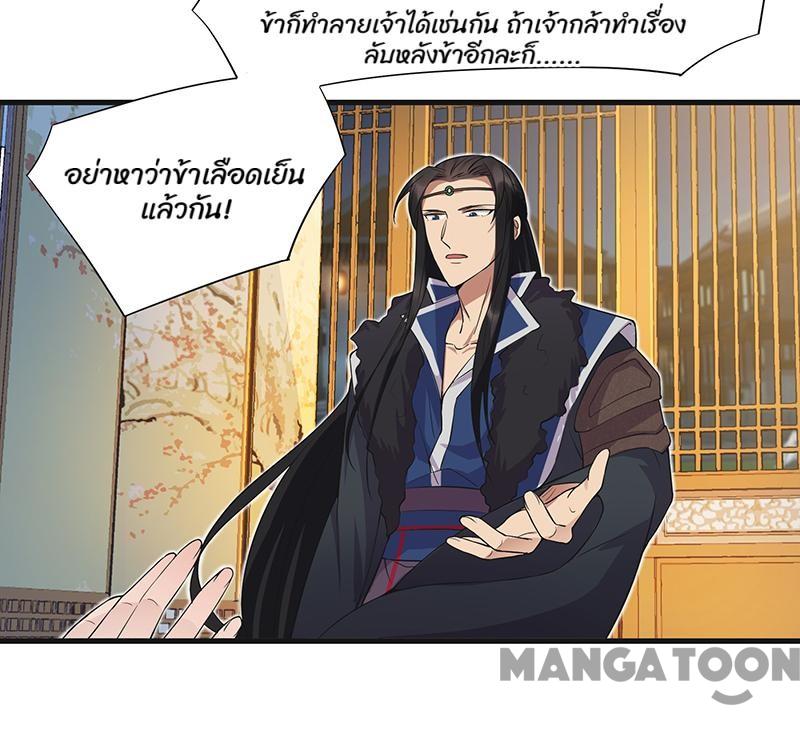 ข้าก็ทำลายเจ้าได้เช่นกัน ถ้าเจ้ากล้าทำเรื่อง
ลับหลังข้าอีกละก็......
อย่าหาว่าข้าเลือดเย็น
แล้วกัน!
MANGATOON